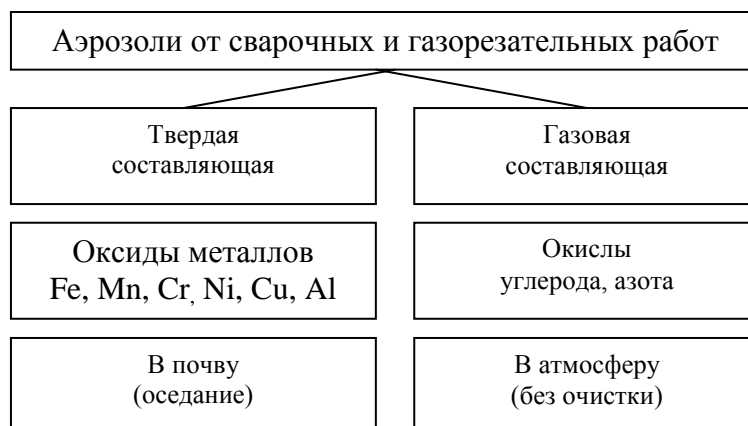 Аэрозоли от сварочных и газорезательных работ
Твердая
составляющая
Газовая
составляющая
Оксиды металлов
Fe, Mn, Cr, Ni, Cu, Al
Окислы
углерода, азота
В почву
(оседание)
В атмосферу
(без очистки)